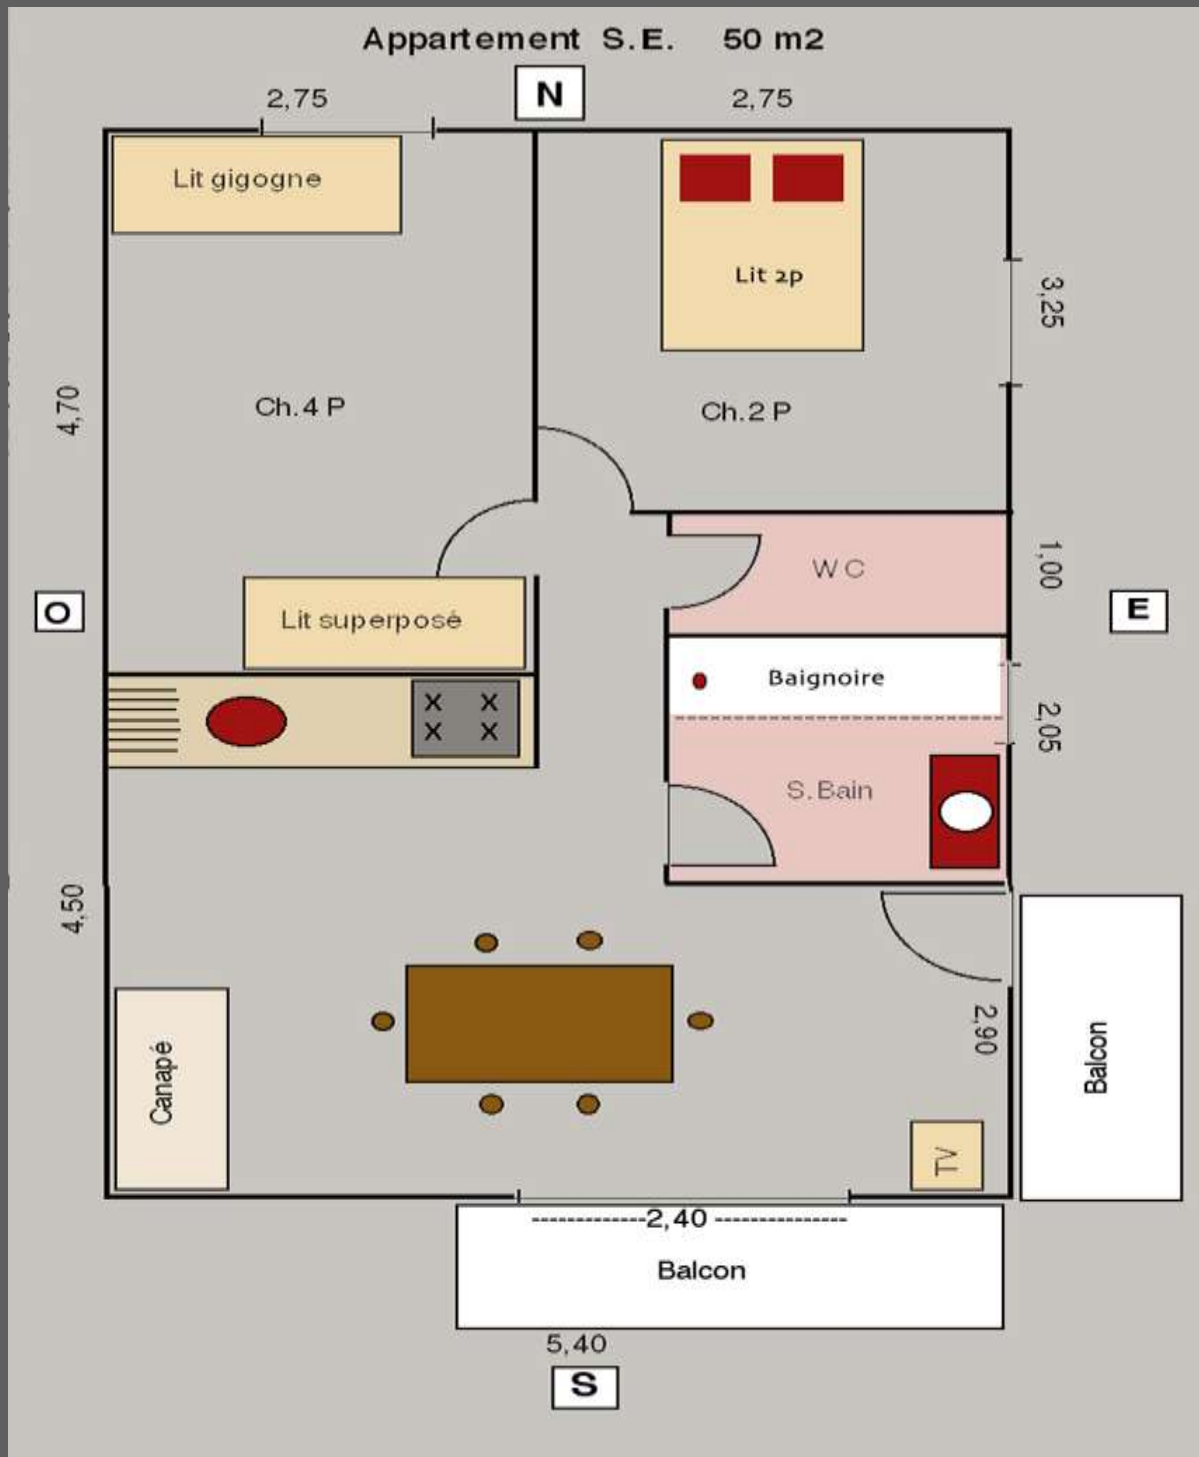 Appartement S.E. 50 m2
N
2,75
2,75
Lit gigogne
Lit 2p
3,25
4,70
Ch.4 P
Ch.2 P
1,00
W C
O
E
Lit superposé
Baignoire
X X
X X
2,05
S.Bain
4,50
2,90
Canapé
Balcon
TV
-------------2,40 ---------------
Balcon
5,40
S